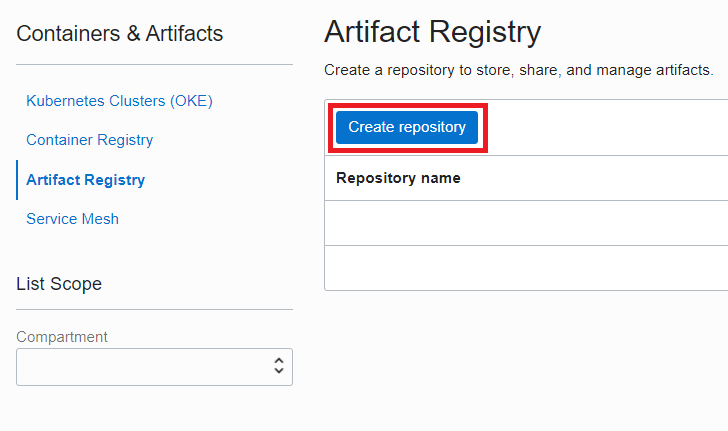 Containers & Artifacts
Kubernetes Clusters (OKE)
Container Registry
Artifact Registry
Service Mesh
List Scope
Compartment
Artifact Registry
Create a repository to store, share, and manage artifacts.
Create repository
Repository name